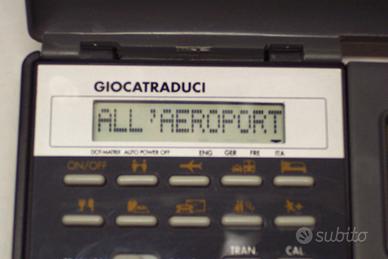 GIOCATRADUCI
ALL'AEROPORT
DOT-MATRIX AUTO POWER OFF ENG GER FRE ITA
ON/OFF
TRAN. CAL.
subito